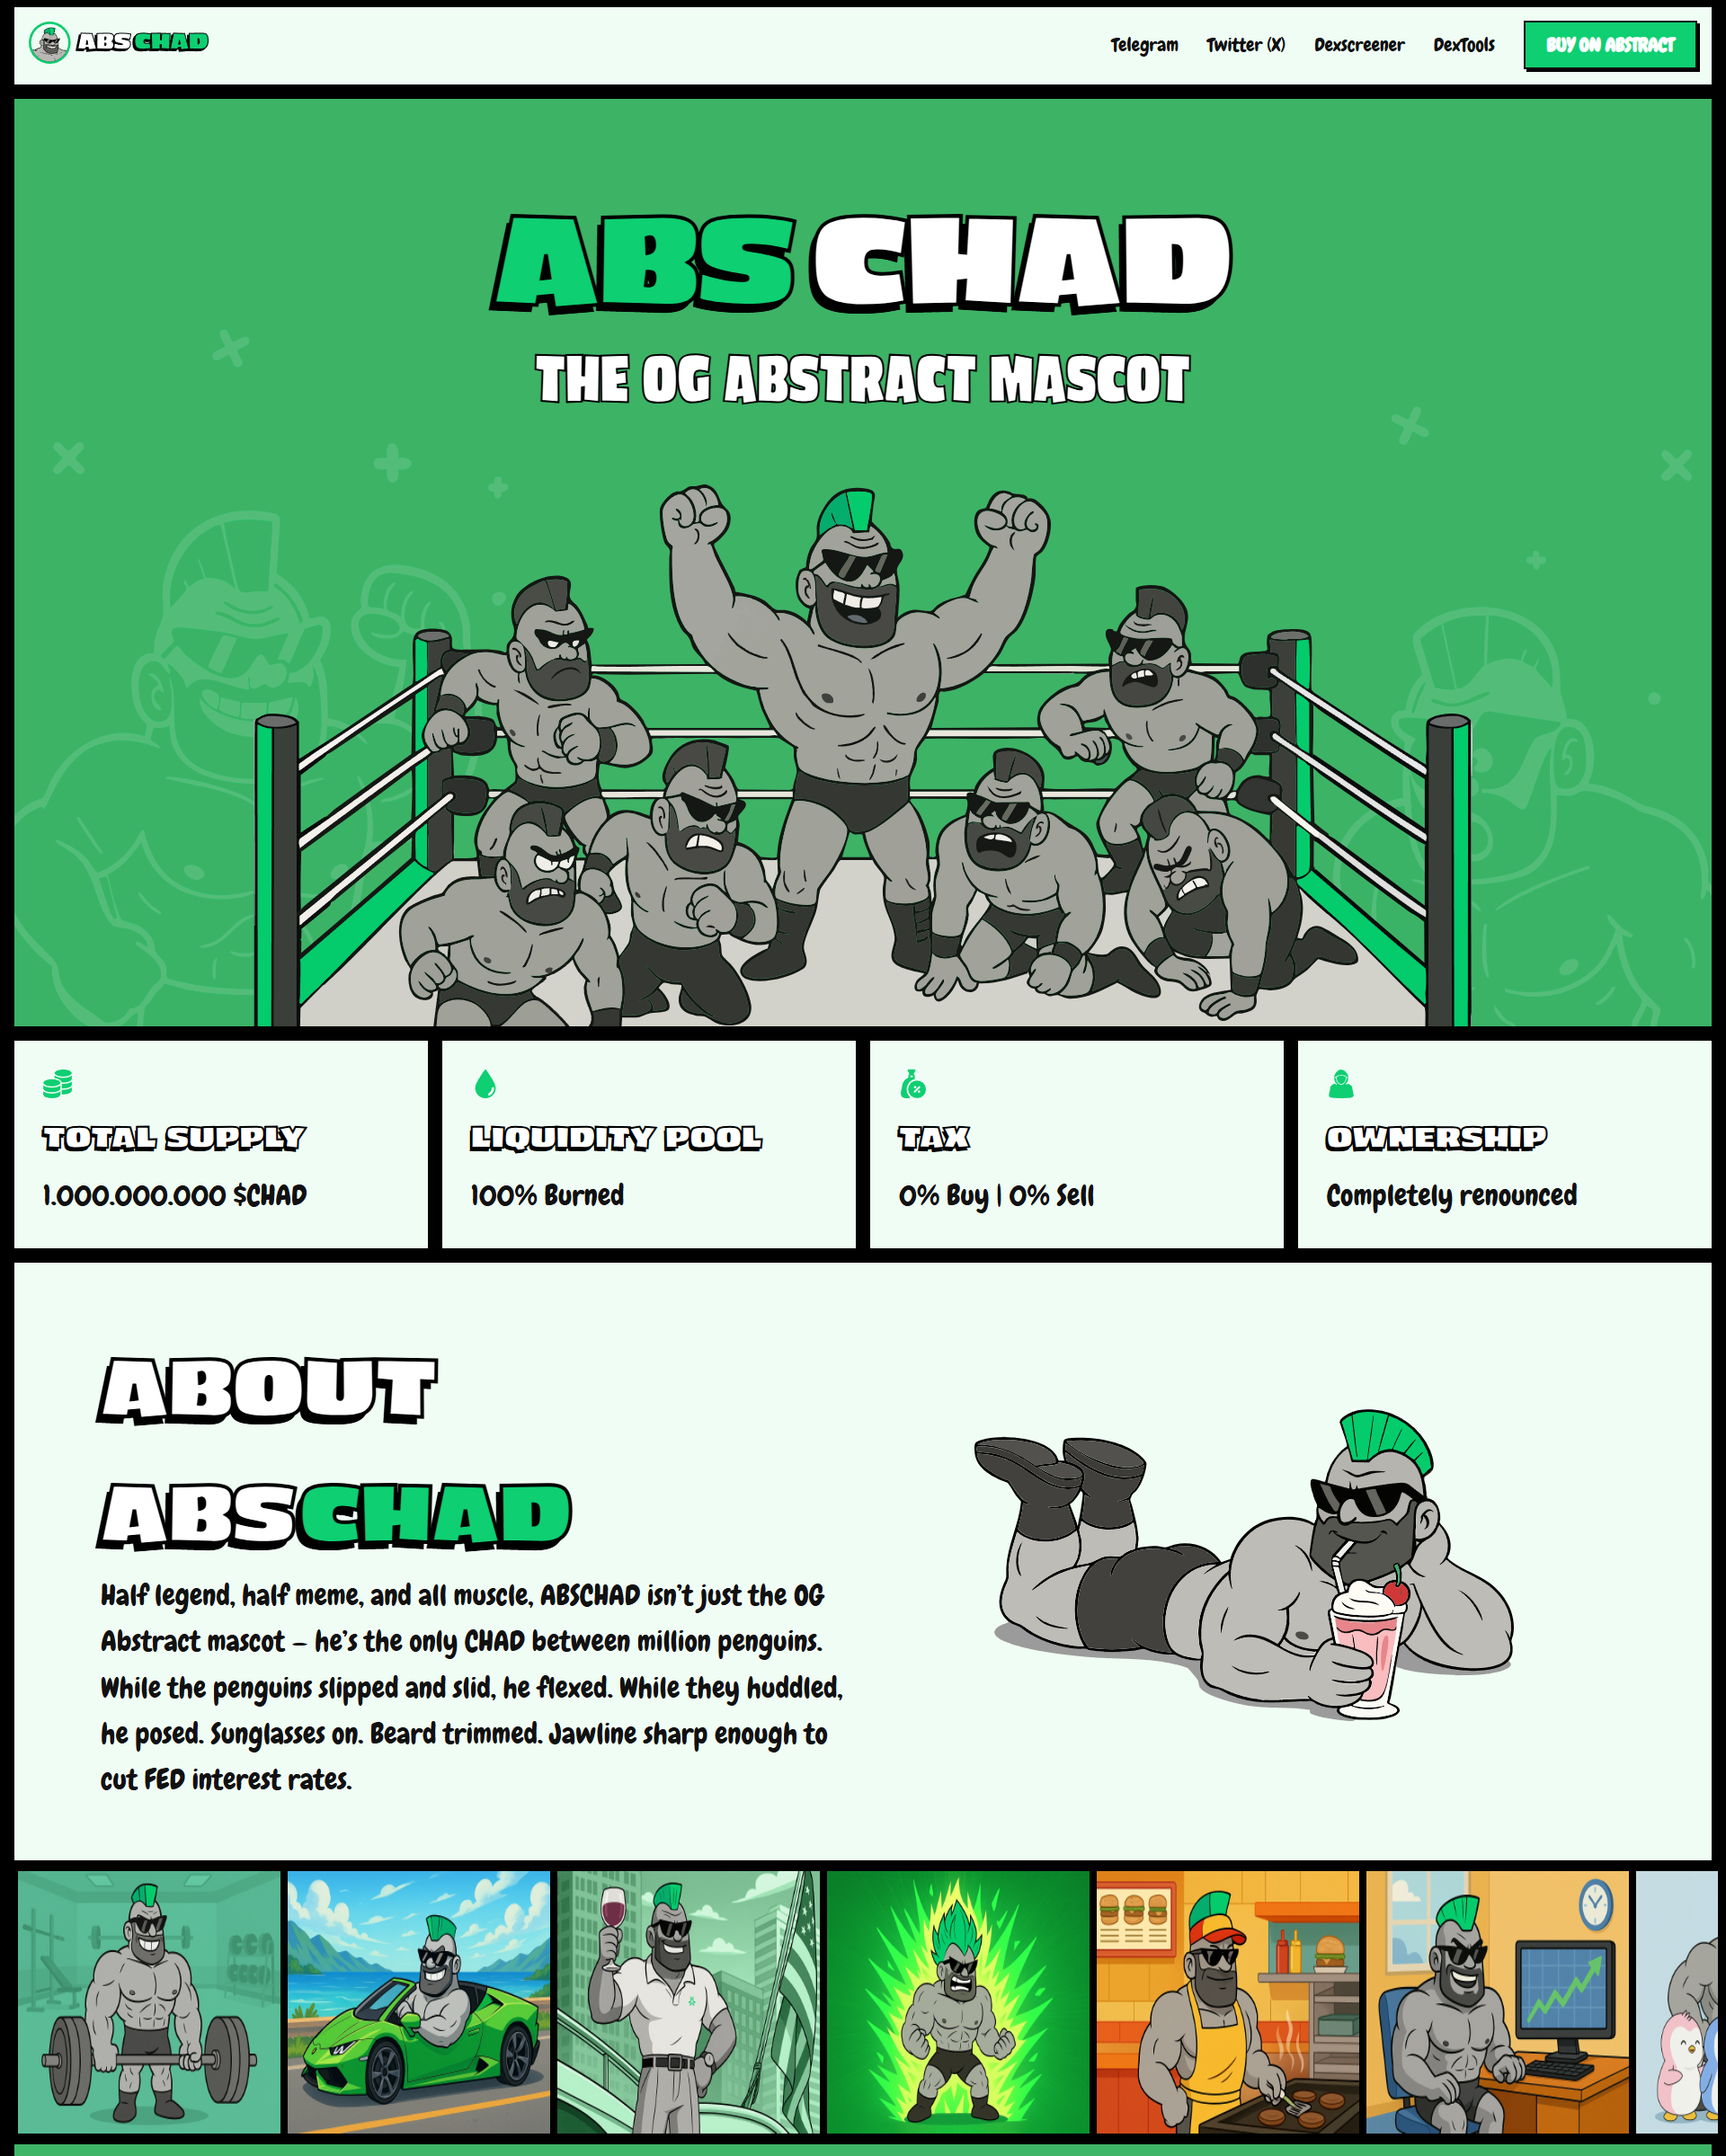 ABS CHAD
Telegram Twitter (X) Dexscreener DexTools BUY ON ABSTRACT
ABS CHAD
THE OG ABSTRACT MASCOT
TOTAL SUPPLY
1.000.000.000 $CHAD
LIQUIDITY POOL
100% Burned
TAX
0% Buy | 0% Sell
OWNERSHIP
Completely renounced
ABOUT
ABSCHAD
Half legend, half meme, and all muscle, ABSCHAD isn’t just the OG
Abstract mascot – he’s the only CHAD between million penguins.
While the penguins slipped and slid, he flexed. While they huddled,
he posed. Sunglasses on. Beard trimmed. Jawline sharp enough to
cut FED interest rates.